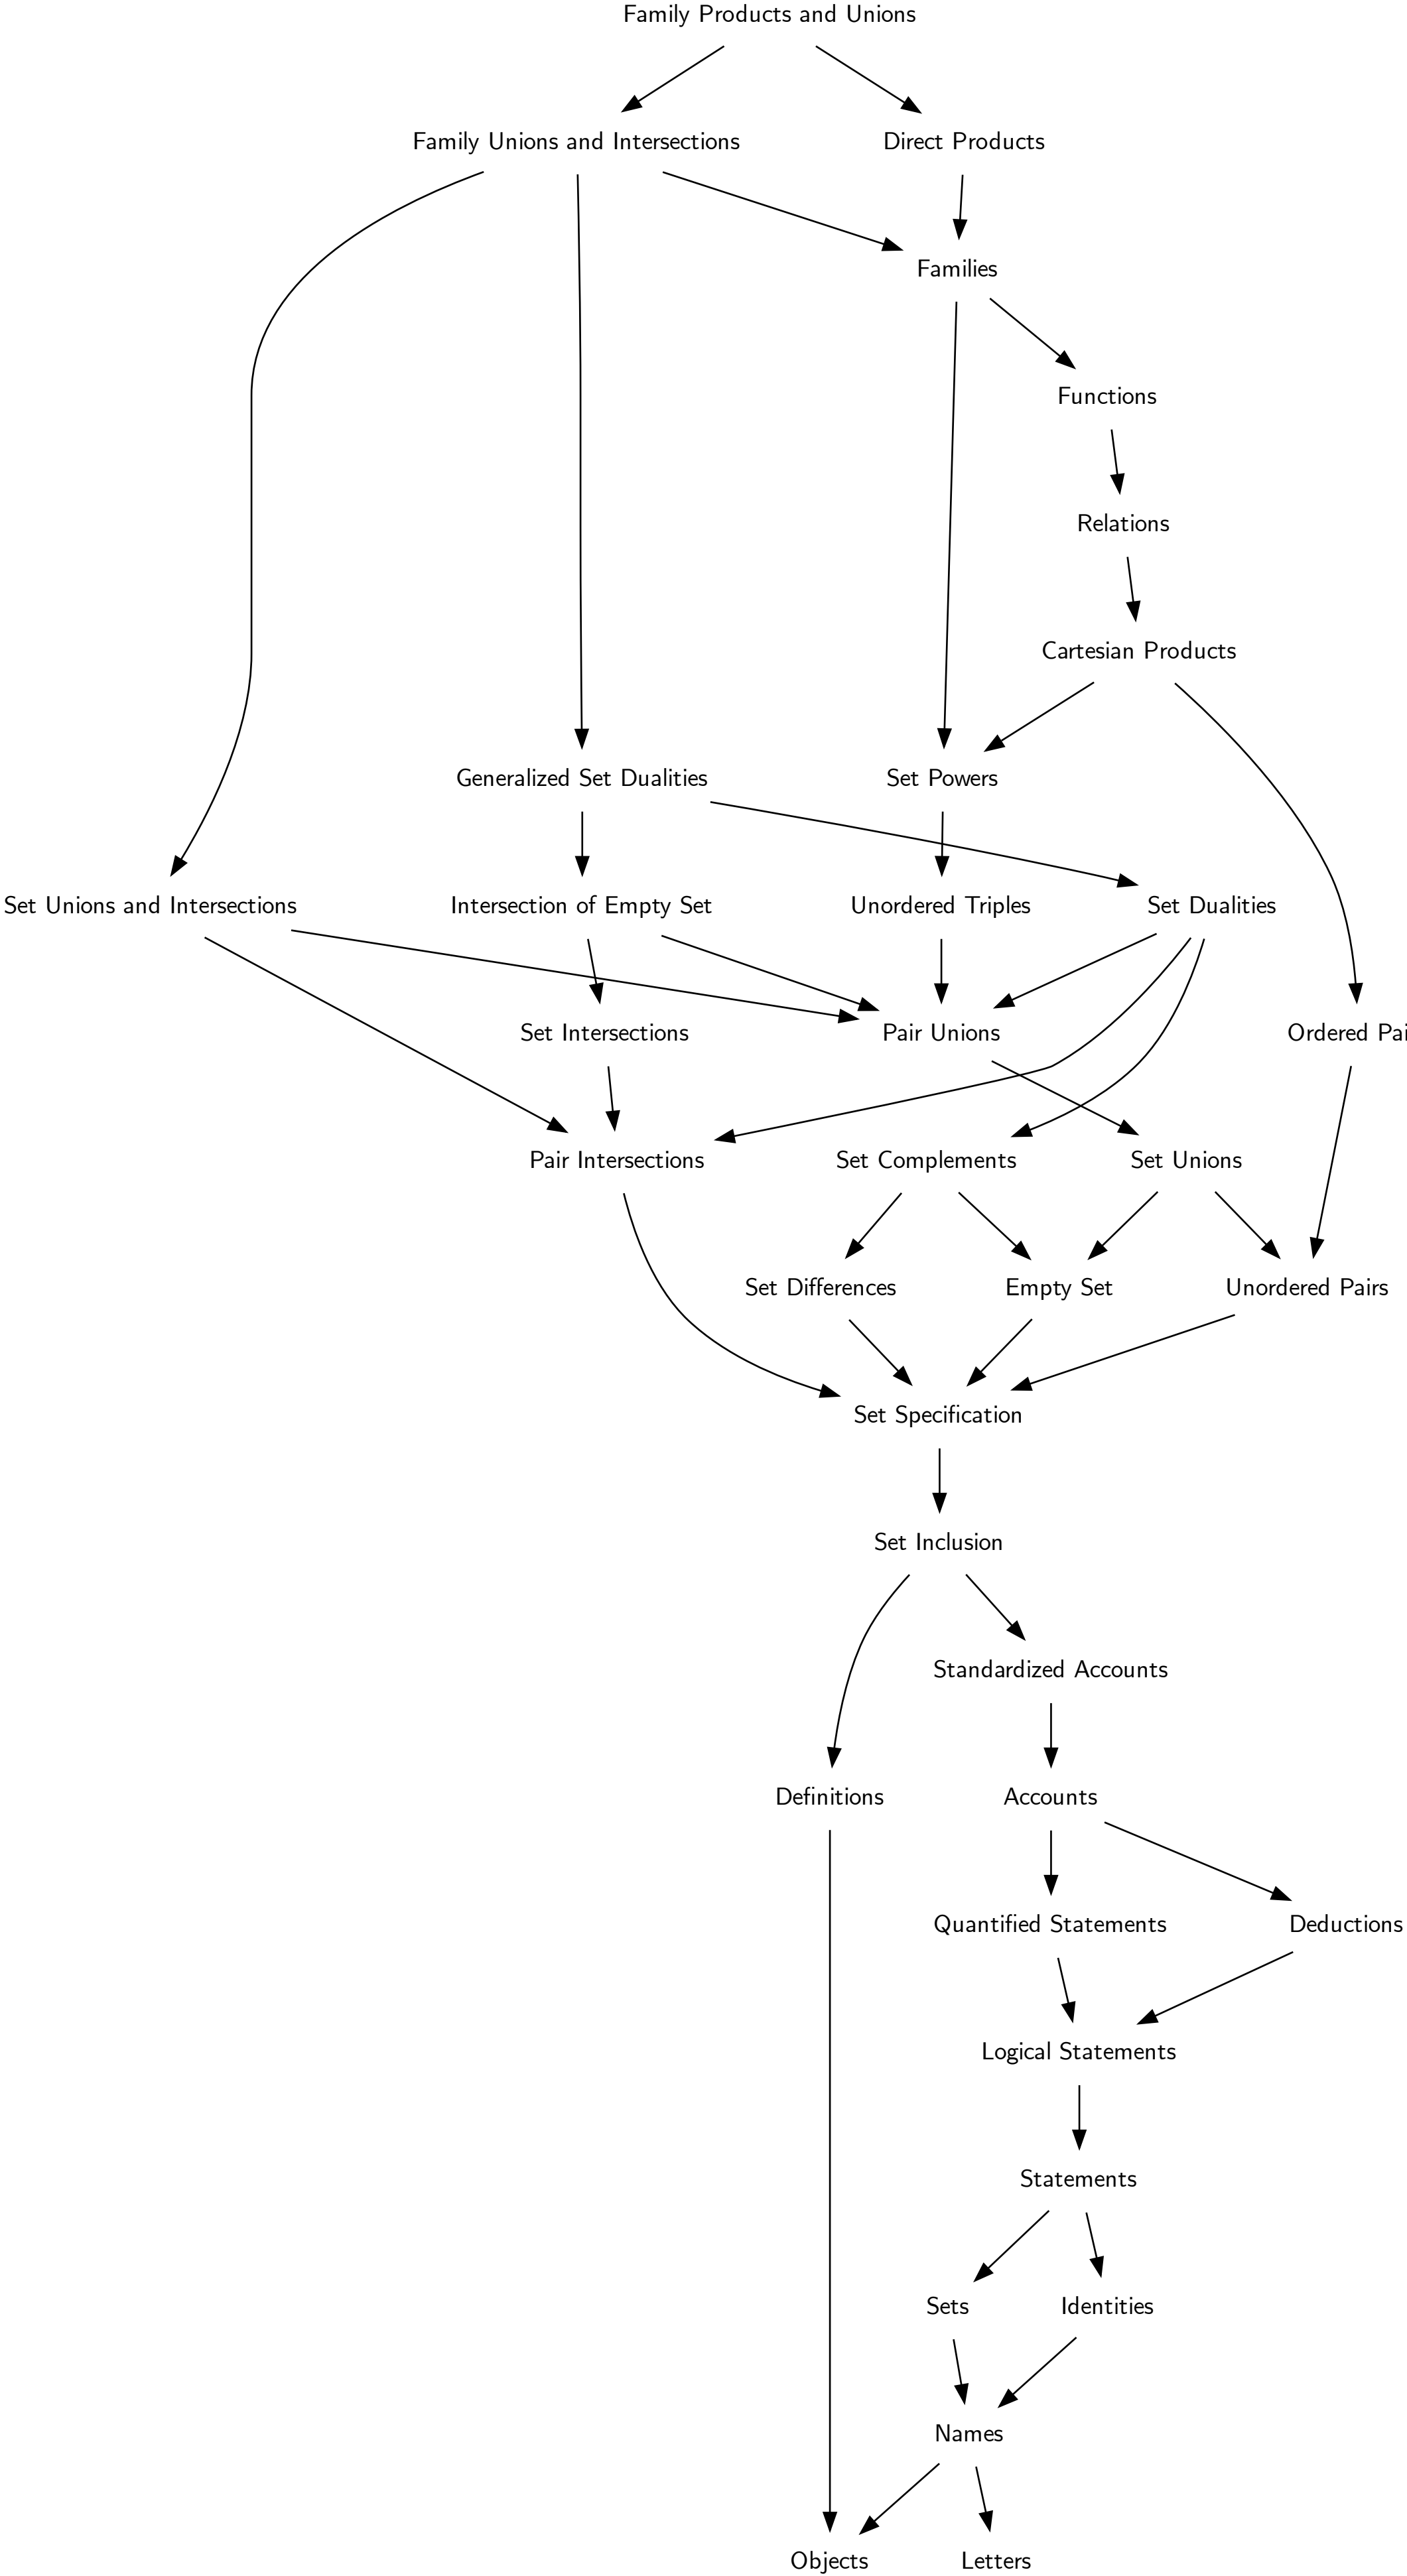 Family Products and Unions
Family Unions and Intersections
Direct Products
Families
Functions
Relations
Cartesian Products
Generalized Set Dualities
Set Powers
Set Unions and Intersections
Intersection of Empty Set
Unordered Triples
Set Dualities
Set Intersections
Pair Unions
Ordered Pai
Pair Intersections
Set Complements
Set Unions
Set Differences
Empty Set
Unordered Pairs
Set Specification
Set Inclusion
Standardized Accounts
Definitions
Accounts
Quantified Statements
Deductions
Logical Statements
Statements
Sets
Identities
Names
Objects
Letters